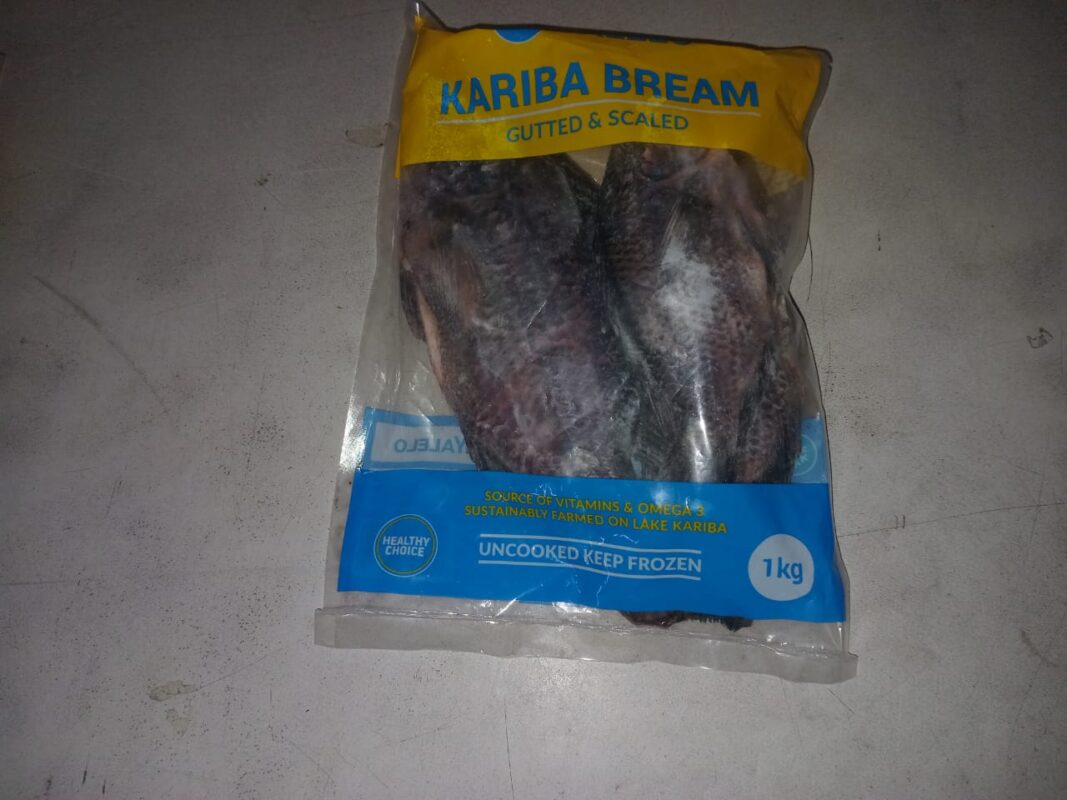 KARIBA BREAM
GUTTED & SCALED
YALELO
SOURCE OF VITAMINS & OMEGA 3
SUSTAINABLY FARMED ON LAKE KARIBA
HEALTHY
CHOICE
UNCOOKED KEEP FROZEN
1kg